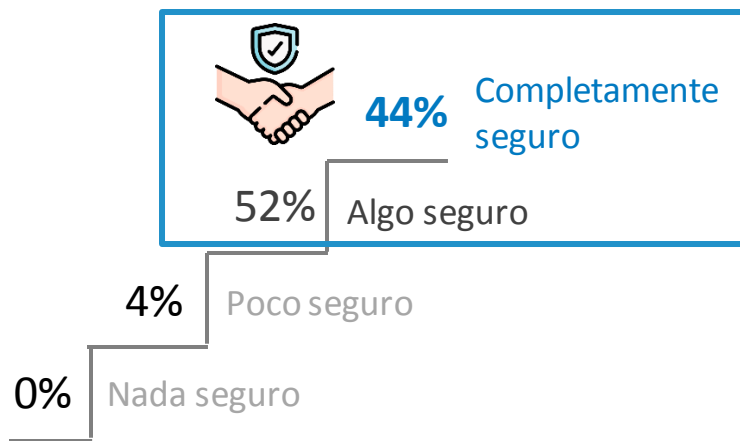 44% Completamente
seguro
52% Algo seguro
4% Poco seguro
0% Nada seguro